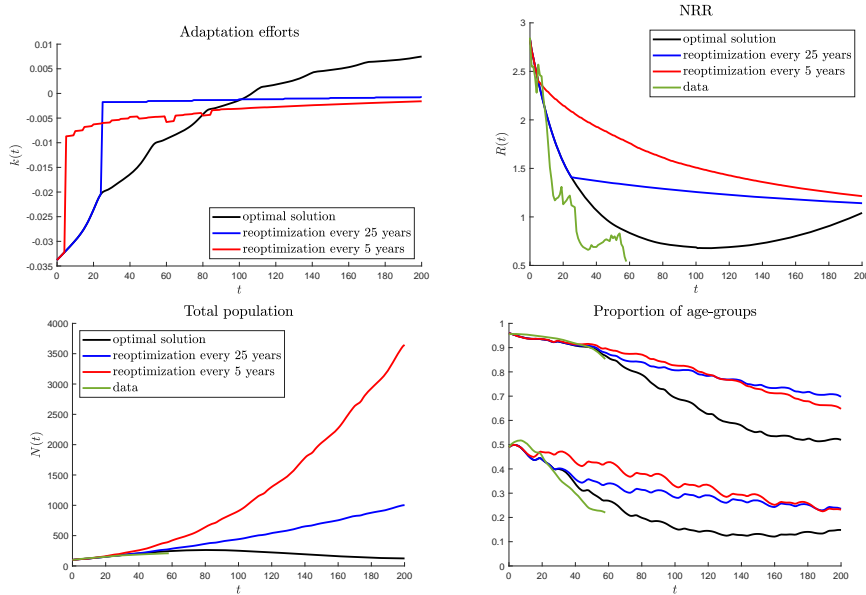 Adaptation efforts
0.01
0.005
0
-0.005
-0.01
-0.015
-0.02
-0.025
-0.03
-0.035
k(t)
optimal solution
reoptimization every 25 years
reoptimization every 5 years
0 20 40 60 80 100 120 140 160 180 200
t
NRR
3
2.5
2
1.5
1
0.5
R(t)
optimal solution
reoptimization every 25 years
reoptimization every 5 years
data
0 20 40 60 80 100 120 140 160 180 200
t
Total population
4000
3500
3000
2500
2000
1500
1000
500
0
N(t)
optimal solution
reoptimization every 25 years
reoptimization every 5 years
data
0 20 40 60 80 100 120 140 160 180 200
t
Proportion of age-groups
1
0.9
0.8
0.7
0.6
0.5
0.4
0.3
0.2
0.1
0
0 20 40 60 80 100 120 140 160 180 200
t